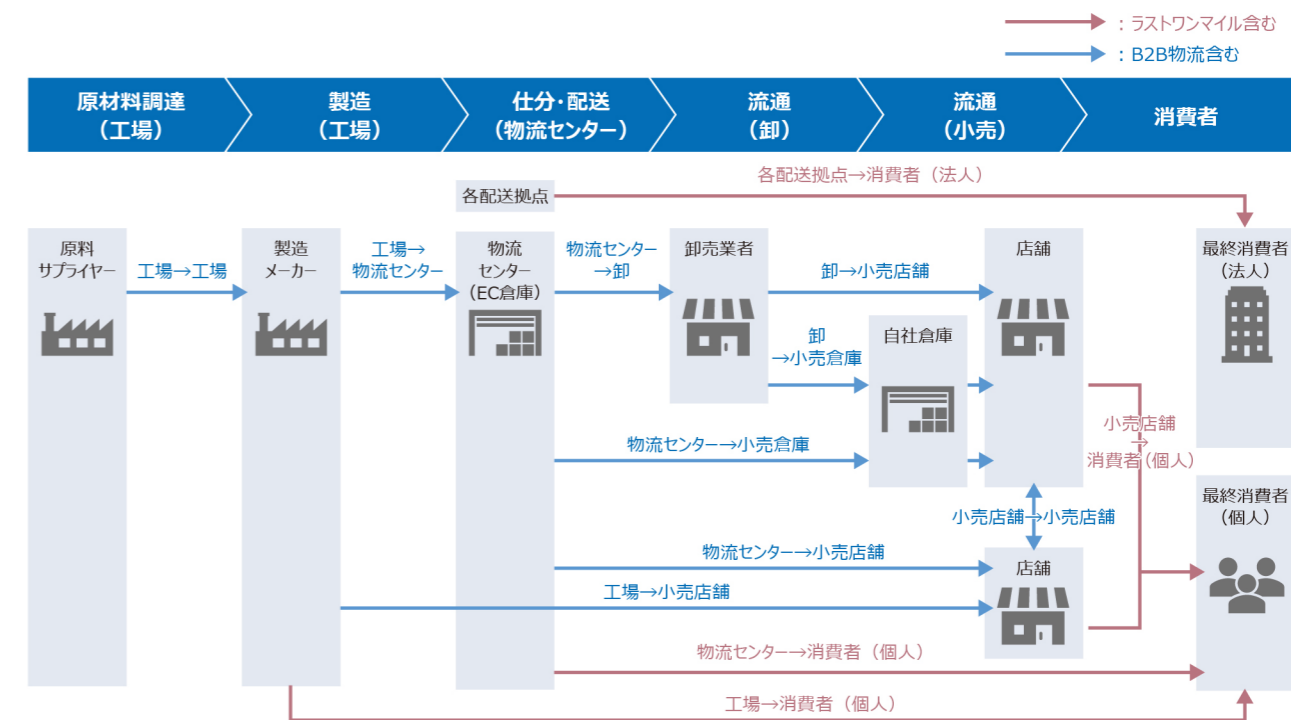 ：ラストワンマイル含む
：B2B物流含む
原材料調達
（工場）
製造
（工場）
仕分・配送
（物流センター）
流通
（卸）
流通
（小売）
消費者
各配送拠点→消費者（法人）
各配送拠点
原料
サプライヤー
工場→工場
製造
メーカー
工場→
物流センター
物流
センター
（EC倉庫）
物流センター
→卸
卸売業者
卸→小売店舗
店舗
最終消費者
（法人）
卸
→小売倉庫
自社倉庫
物流センター→小売倉庫
小売店舗
→
消費者（個人）
最終消費者
（個人）
小売店舗→小売店舗
物流センター→小売店舗
店舗
工場→小売店舗
物流センター→消費者（個人）
工場→消費者（個人）